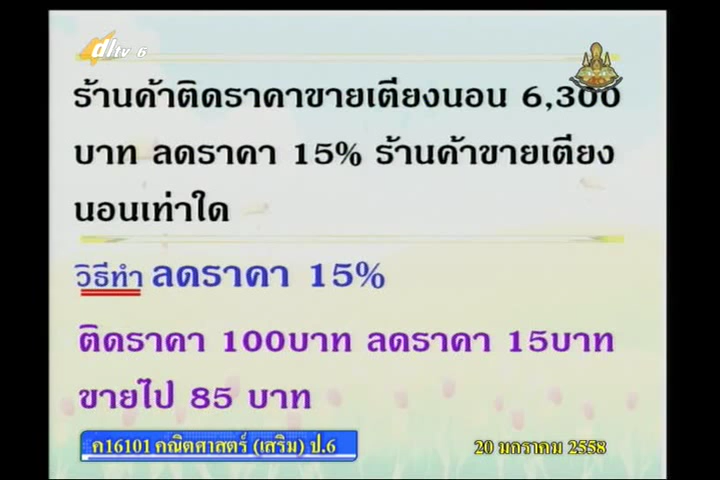 dltv 6
ร้านค้าติดราคาขายเตียงนอน 6,300
บาท ลดราคา 15% ร้านค้าขายเตียง
นอนเท่าใด
วิธีทำ ลดราคา 15%
ติดราคา 100บาท ลดราคา 15บาท
ขายไป 85 บาท
ค16101 คณิตศาสตร์ (เสริม) ป.6
20 มกราคม 2558